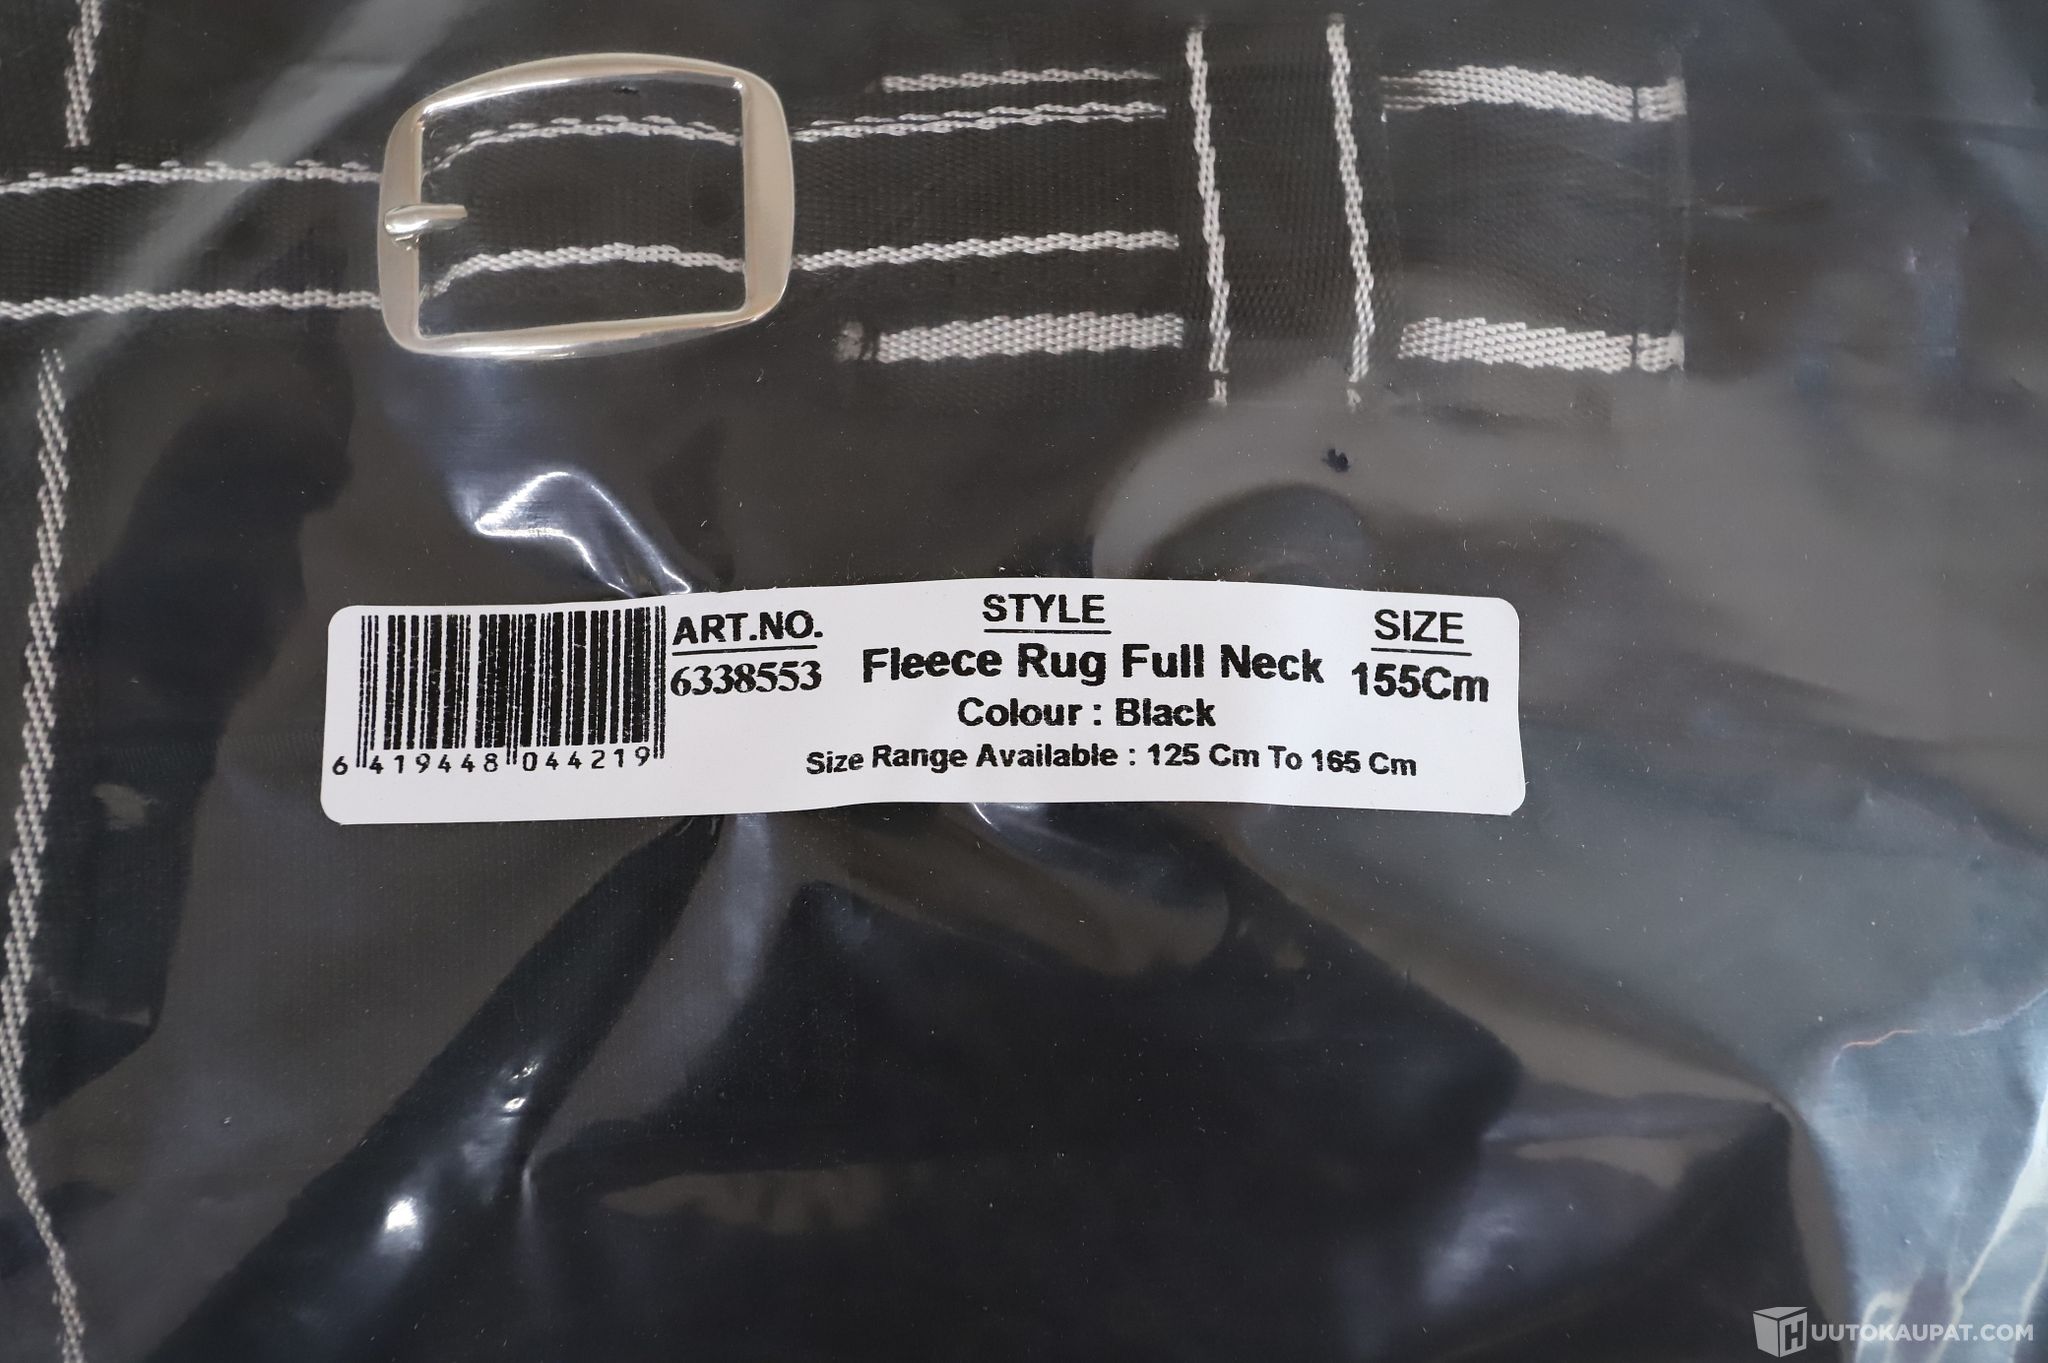 ART.NO.
6338553
STYLE
Fleece Rug Full Neck
Colour : Black
Size Range Available : 125 Cm To 165 Cm
SIZE
155Cm
6 419448 044219
HUUTOKAUPAT.COM